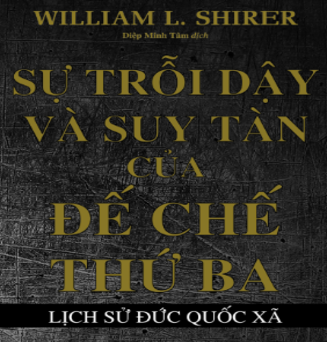 WILLIAM L. SHIRER
Diệp Minh Tâm dịch
SỰ TRỖI DẬY
VÀ SUY TÀN
CỦA
ĐẾ CHẾ
THỨ BA
LỊCH SỬ ĐỨC QUỐC XÃ